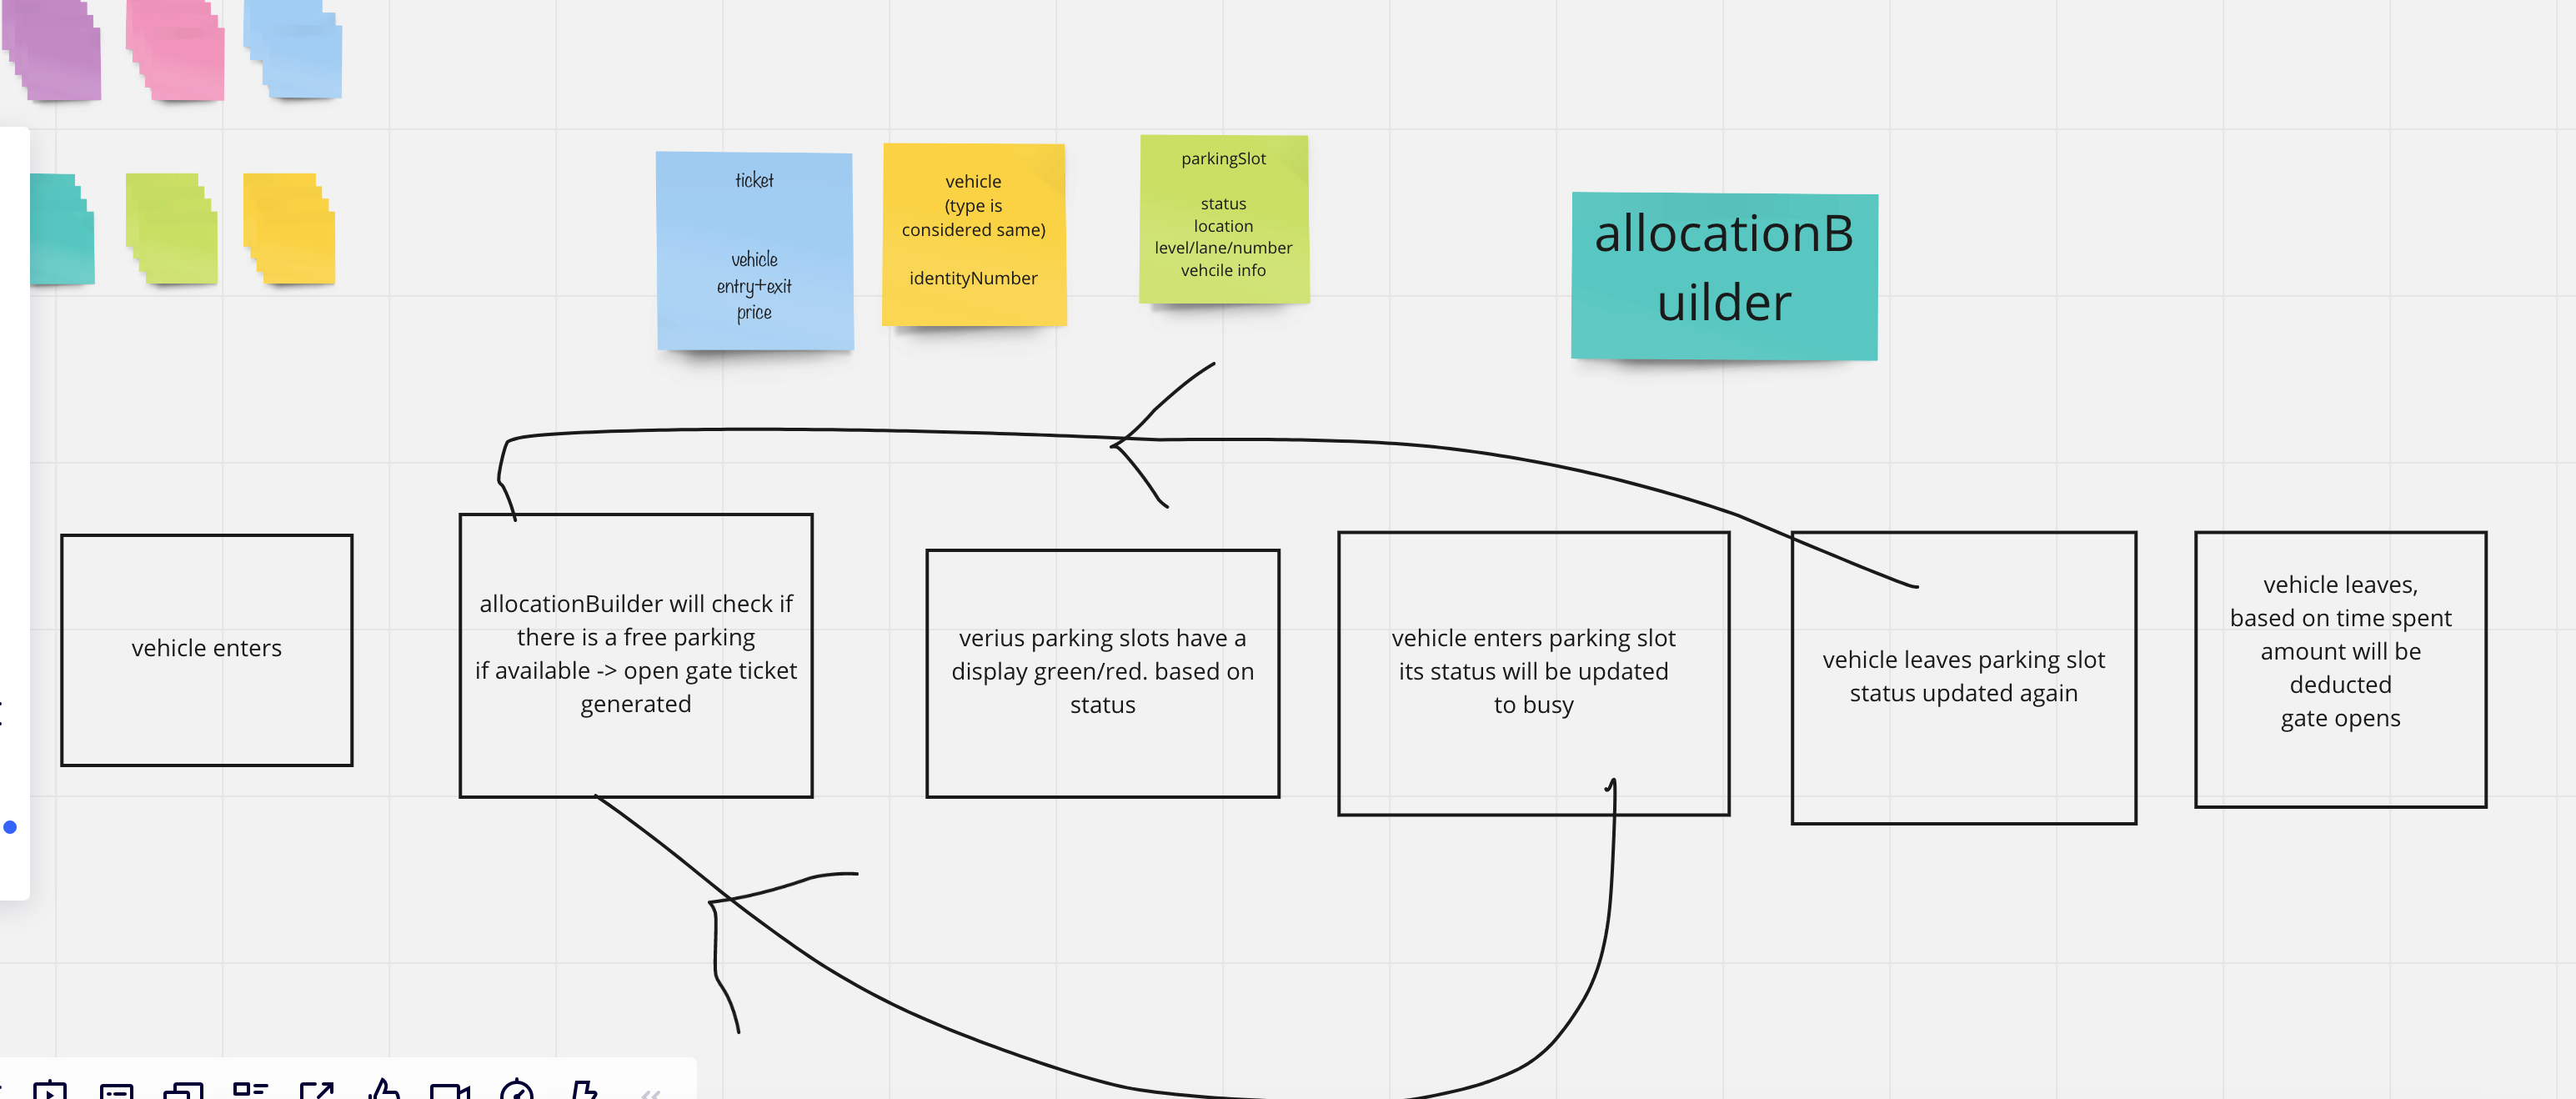 ticket
vehicle
entry+exit
price
vehicle
(type is
considered same)
identityNumber
parkingSlot
status
location
level/lane/number
vehcile info
allocationB
uilder
vehicle enters
allocationBuilder will check if
there is a free parking
if available -> open gate ticket
generated
verius parking slots have a
display green/red. based on
status
vehicle enters parking slot
its status will be updated
to busy
vehicle leaves parking slot
status updated again
vehicle leaves,
based on time spent
amount will be
deducted
gate opens